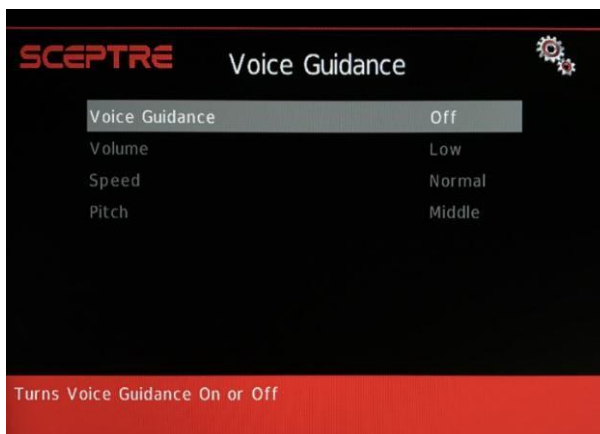 SCEPTRE Voice Guidance
Voice Guidance Off
Volume Low
Speed Normal
Pitch Middle
Turns Voice Guidance On or Off